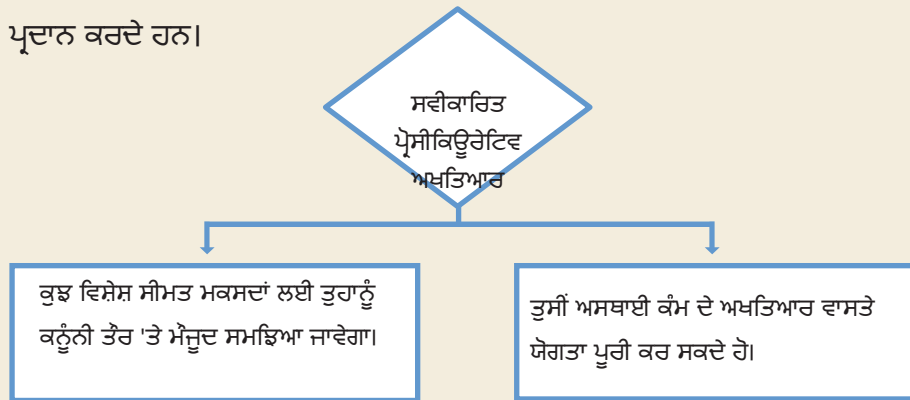 ਪ੍ਰਦਾਨ ਕਰਦੇ ਹਨ।
ਸਵੀਕਾਰਿਤ
ਪ੍ਰੋਸੀਕਿਊਰੇਟਿਵ
ਅਖਤਿਆਰ
ਕੁਝ ਵਿਸ਼ੇਸ਼ ਸੀਮਤ ਮਕਸਦਾਂ ਲਈ ਤੁਹਾਨੂੰ
ਕਨੂੰਨੀ ਤੌਰ 'ਤੇ ਮੌਜੂਦ ਸਮਝਿਆ ਜਾਵੇਗਾ।
ਤੁਸੀਂ ਅਸਥਾਈ ਕੰਮ ਦੇ ਅਖਤਿਆਰ ਵਾਸਤੇ
ਯੋਗਤਾ ਪੂਰੀ ਕਰ ਸਕਦੇ ਹੋ।